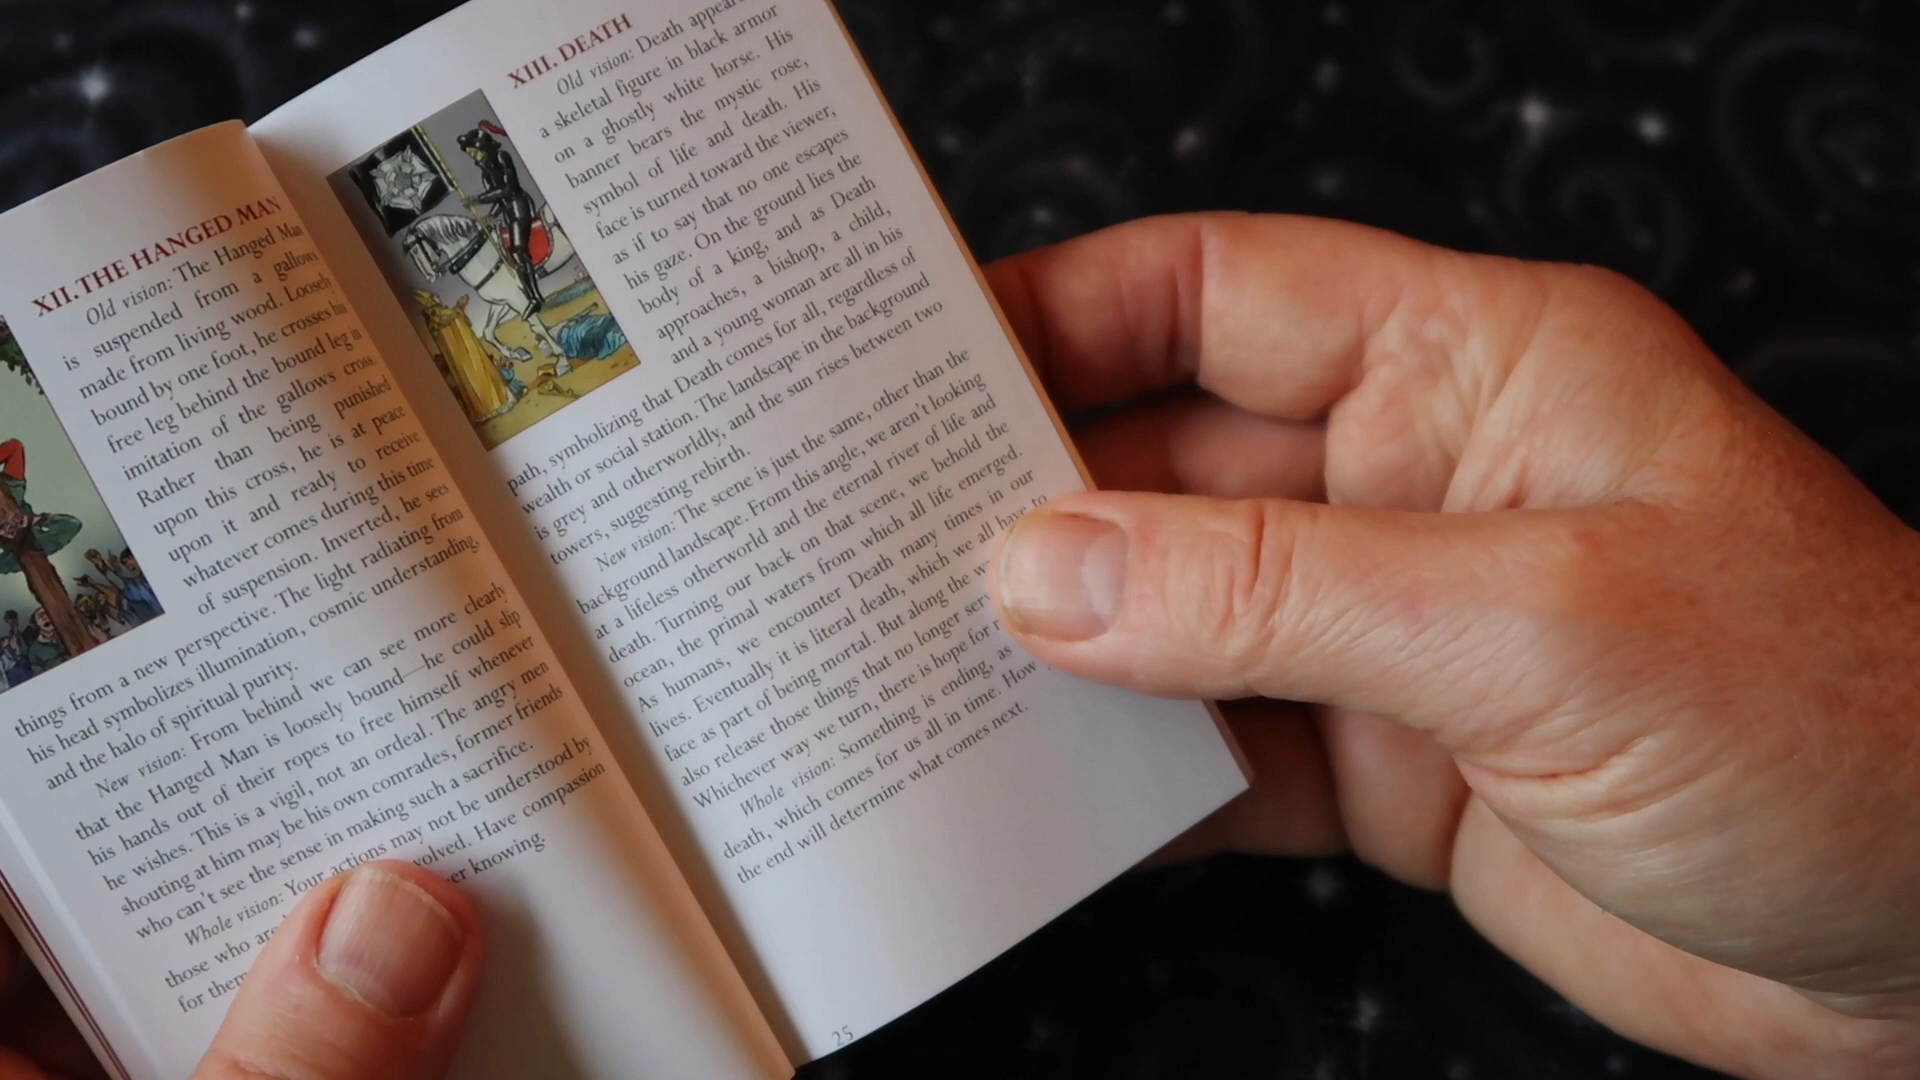 XII. THE HANGED MAN
Old vision: The Hanged Man
is suspended from a gallows
made from living wood. Loosely
bound by one foot, he crosses his
free leg behind the bound leg in
imitation of the gallows cross.
Rather than being punished
upon this cross, he is at peace
upon it and ready to receive
whatever comes during this time
of suspension. Inverted, he sees
things from a new perspective. The light radiating from
his head symbolizes illumination, cosmic understanding,
and the halo of spiritual purity.
New vision: From behind we can see more clearly
that the Hanged Man is loosely bound—he could slip
his hands out of their ropes to free himself whenever
he wishes. This is a vigil, not an ordeal. The angry men
shouting at him may be his own comrades, former friends
who can't see the sense in making such a sacrifice.
Whole vision: Your actions may not be understood by
those who are Have compassion
for them knowing
XIII. DEATH
Old vision: Death appears
a skeletal figure in black armor
on a ghostly white horse. His
banner bears the mystic rose,
symbol of life and death. His
face is turned toward the viewer,
as if to say that no one escapes
his gaze. On the ground lies the
body of a king, and as Death
approaches, a bishop, a child,
and a young woman are all in his
path, symbolizing that Death comes for all, regardless of
wealth or social station. The landscape in the background
is grey and otherworldly, and the sun rises between two
towers, suggesting rebirth.
New vision: The scene is just the same, other than the
background landscape. From this angle, we aren't looking
at a lifeless otherworld and the eternal river of life and
death. Turning our back on that scene, we behold the
ocean, the primal waters from which all life emerged.
As humans, we encounter Death many times in our
lives. Eventually it is literal death, which we all have to
face as part of being mortal. But along the
also release those things that no longer
Whichever way we turn, there is hope for
Whole vision: Something is ending, as
death, which comes for us all in time. How
the end will determine what comes next.
25